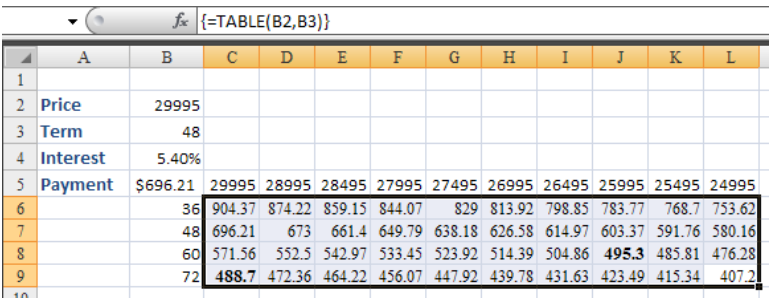 fx {=TABLE(B2,B3)}
A B C D E F G H I J K L
1
2 Price 29995
3 Term 48
4 Interest 5.40%
5 Payment $696.21 29995 28995 28495 27995 27495 26995 26495 25995 25495 24995
6 36 904.37 874.22 859.15 844.07 829 813.92 798.85 783.77 768.7 753.62
7 48 696.21 673 661.4 649.79 638.18 626.58 614.97 603.37 591.76 580.16
8 60 571.56 552.5 542.97 533.45 523.92 514.39 504.86 495.3 485.81 476.28
9 72 488.7 472.36 464.22 456.07 447.92 439.78 431.63 423.49 415.34 407.2
10